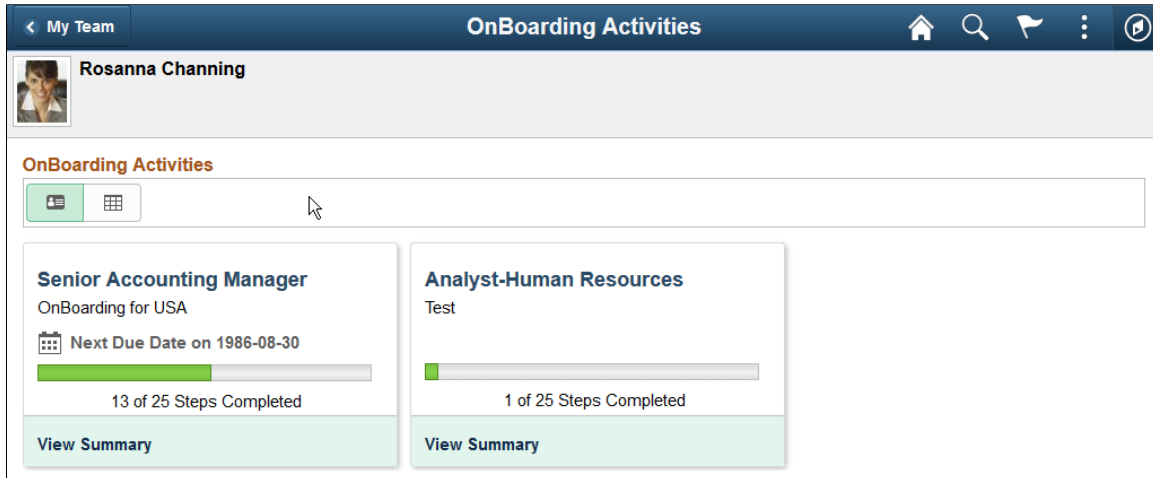 My Team
OnBoarding Activities
Rosanna Channing
OnBoarding Activities
Senior Accounting Manager
OnBoarding for USA
Next Due Date on 1986-08-30
13 of 25 Steps Completed
View Summary
Analyst-Human Resources
Test
1 of 25 Steps Completed
View Summary